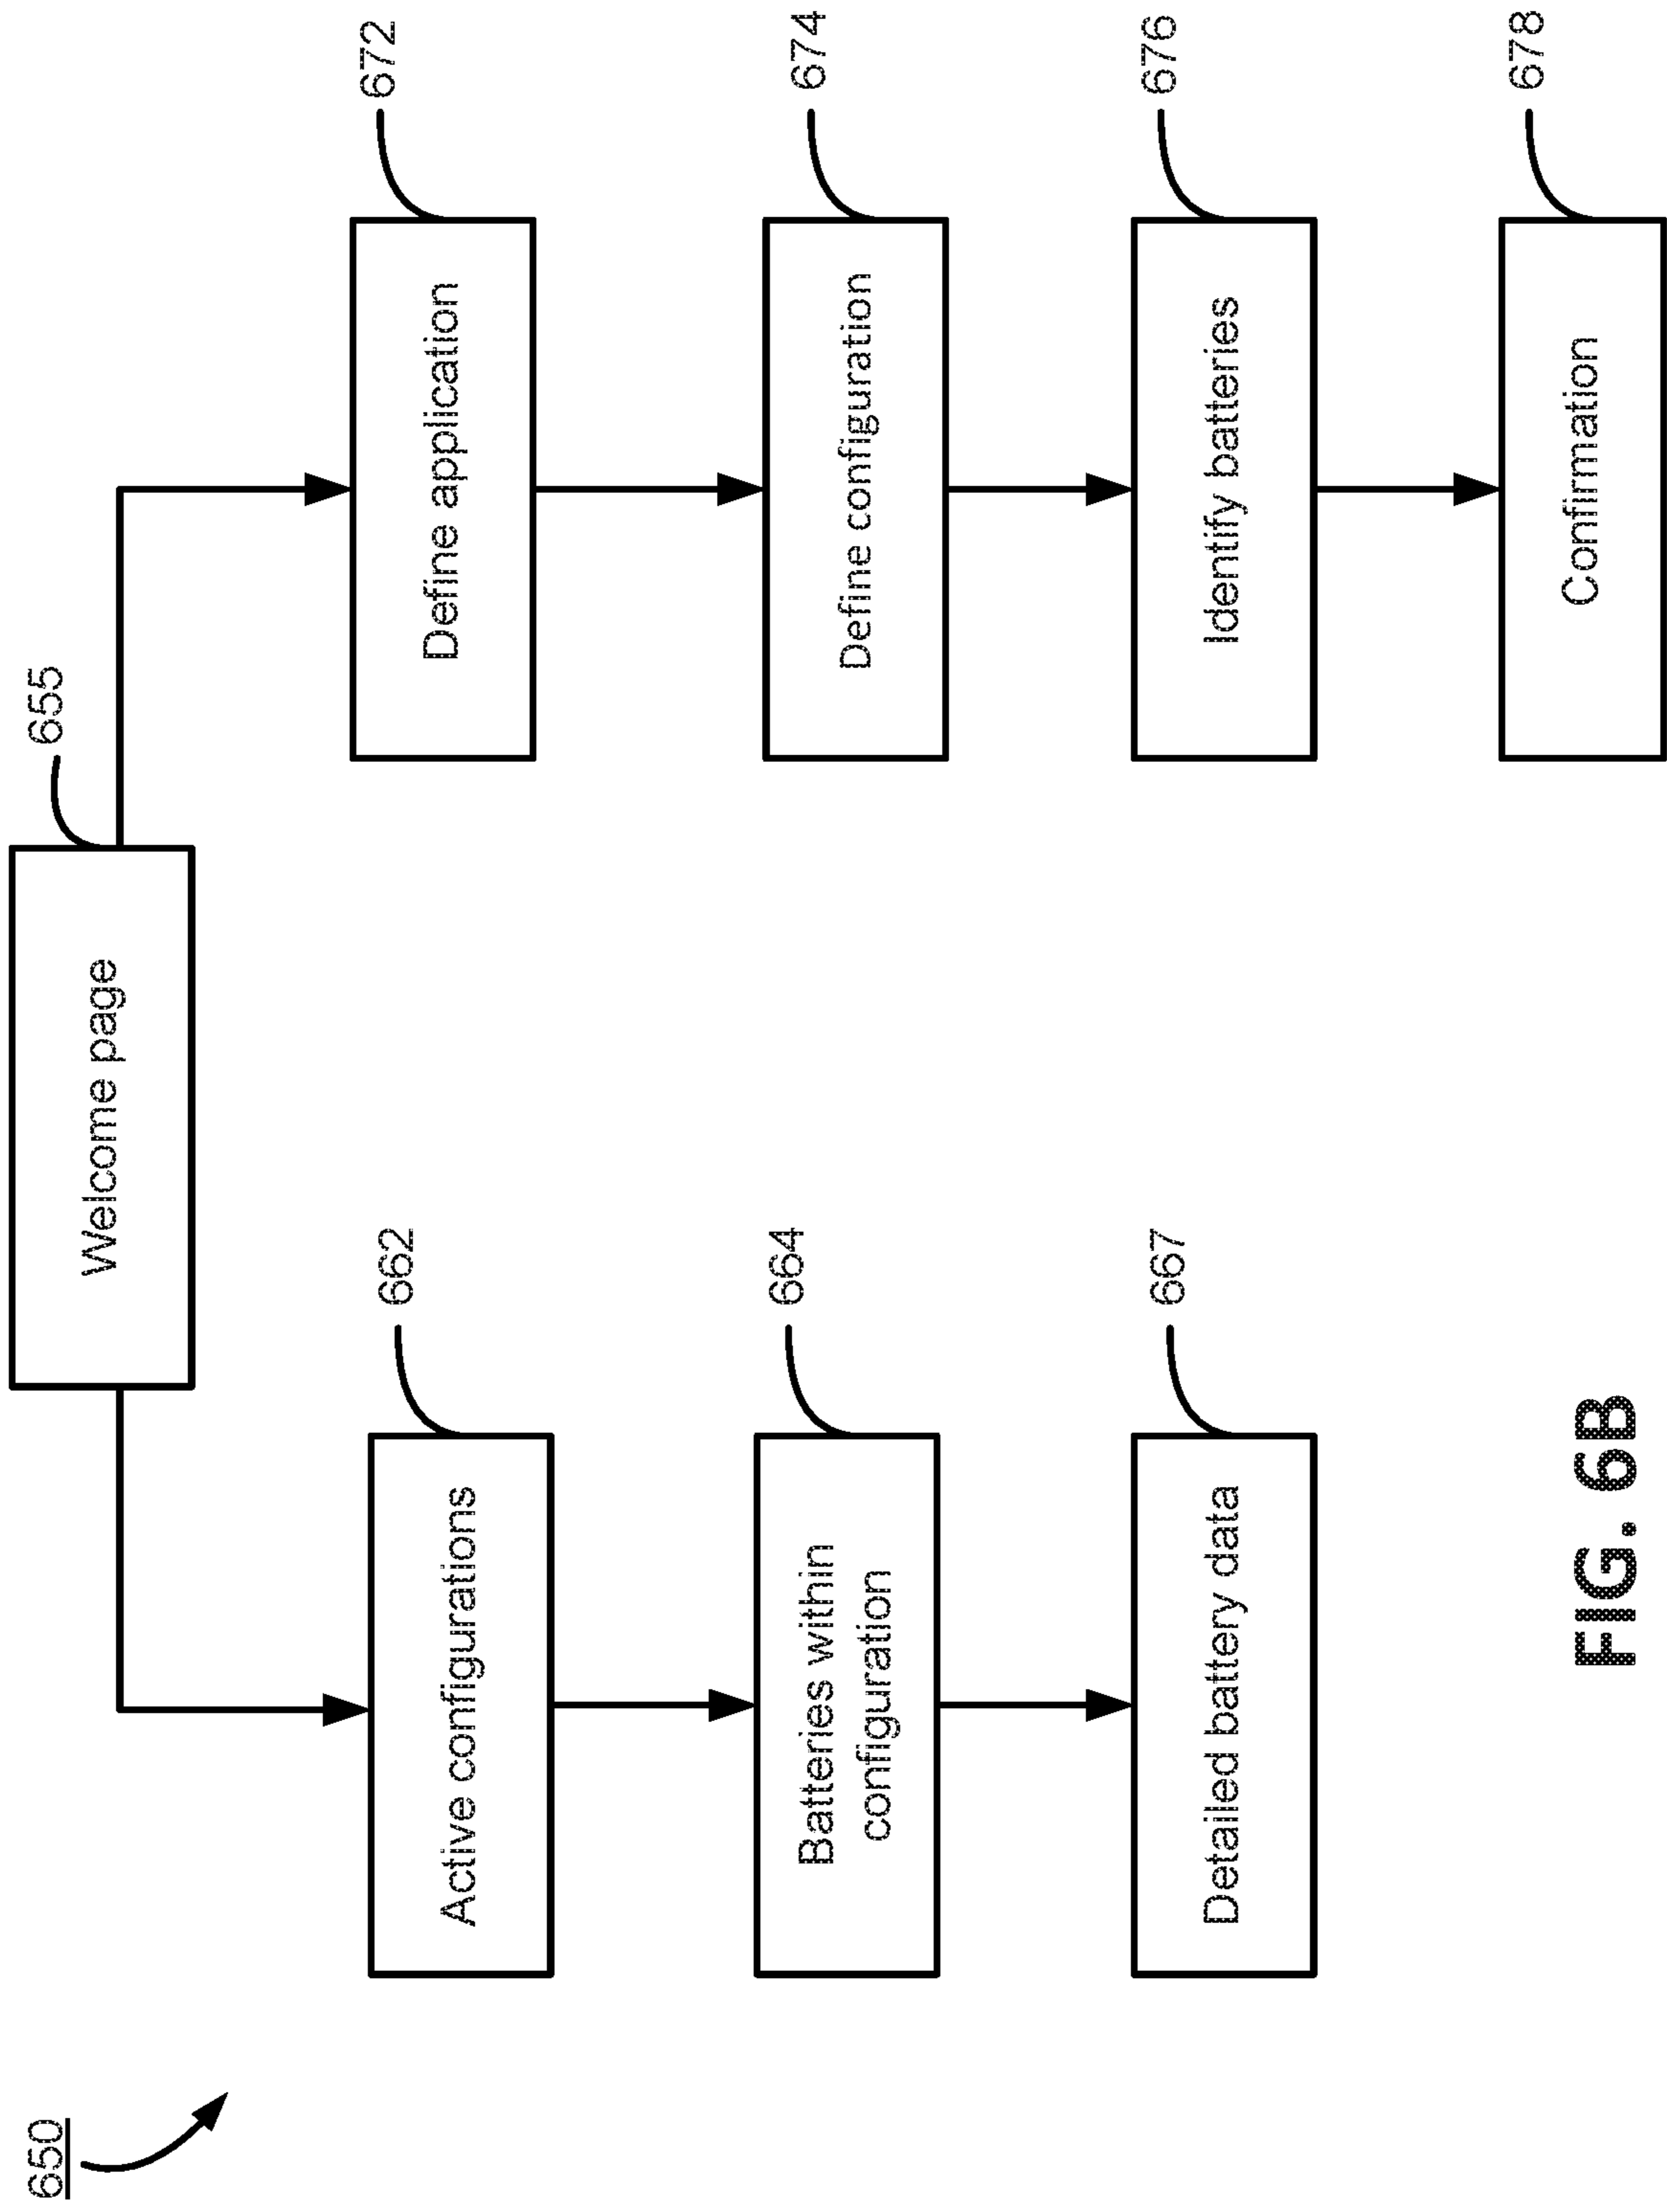 650
655
Welcome page
662
Active configurations
672
Define application
664
Batteries within
configuration
674
Define configuration
667
Detailed battery data
676
Identify batteries
678
Confirmation
FIG. 6B